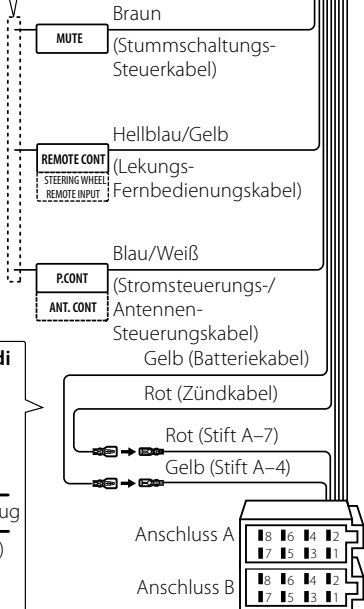 Braun
MUTE
(Stummschaltungs-
Steuerkabel)
Hellblau/Gelb
REMOTE CONT
STEERING WHEEL
REMOTE INPUT
(Lekungs-
Fernbedienungskabel)
Blau/Weiß
P.CONT
ANT. CONT
(Stromsteuerungs-/
Antennen-
Steuerungskabel)
Gelb (Batteriekabel)
di
Rot (Zündkabel)
Rot (Stift A–7)
Gelb (Stift A–4)
ug
)
Anschluss A
8 6 4 2
7 5 3 1
Anschluss B
8 6 4 2
7 5 3 1